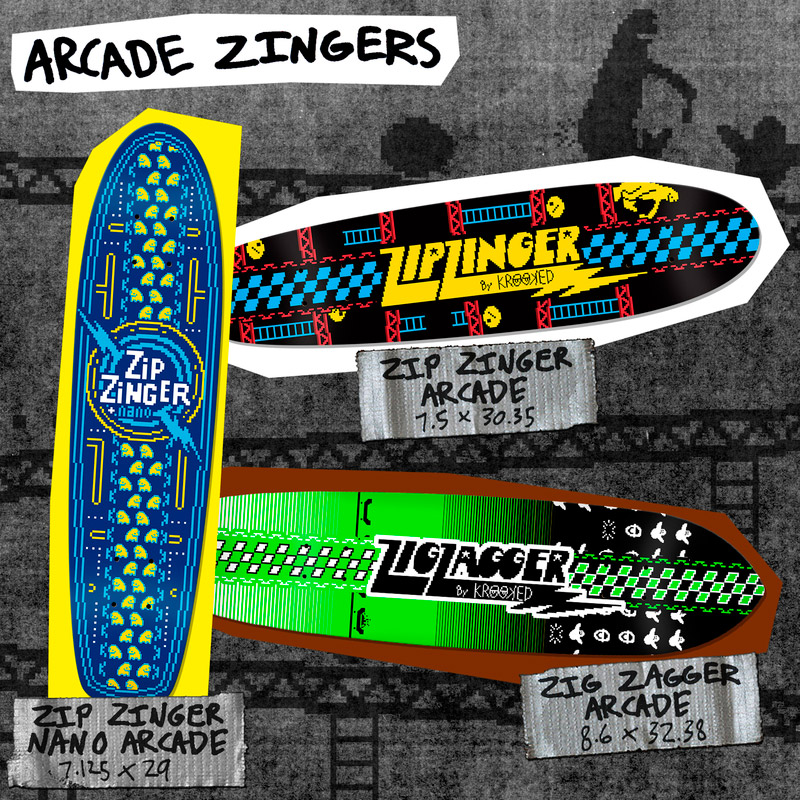 ARCADE ZINGERS
ZIPZINGER
By KROOKED
ZIP ZINGER
ARCADE
7.5 x 30.35
ZiP
ZiNGER
nano
ZIGZAGGER
By KROOKED
ZIG ZAGGER
ARCADE
8.6 x 32.38
ZIP ZINGER
NANO ARCADE
7.125 x 29